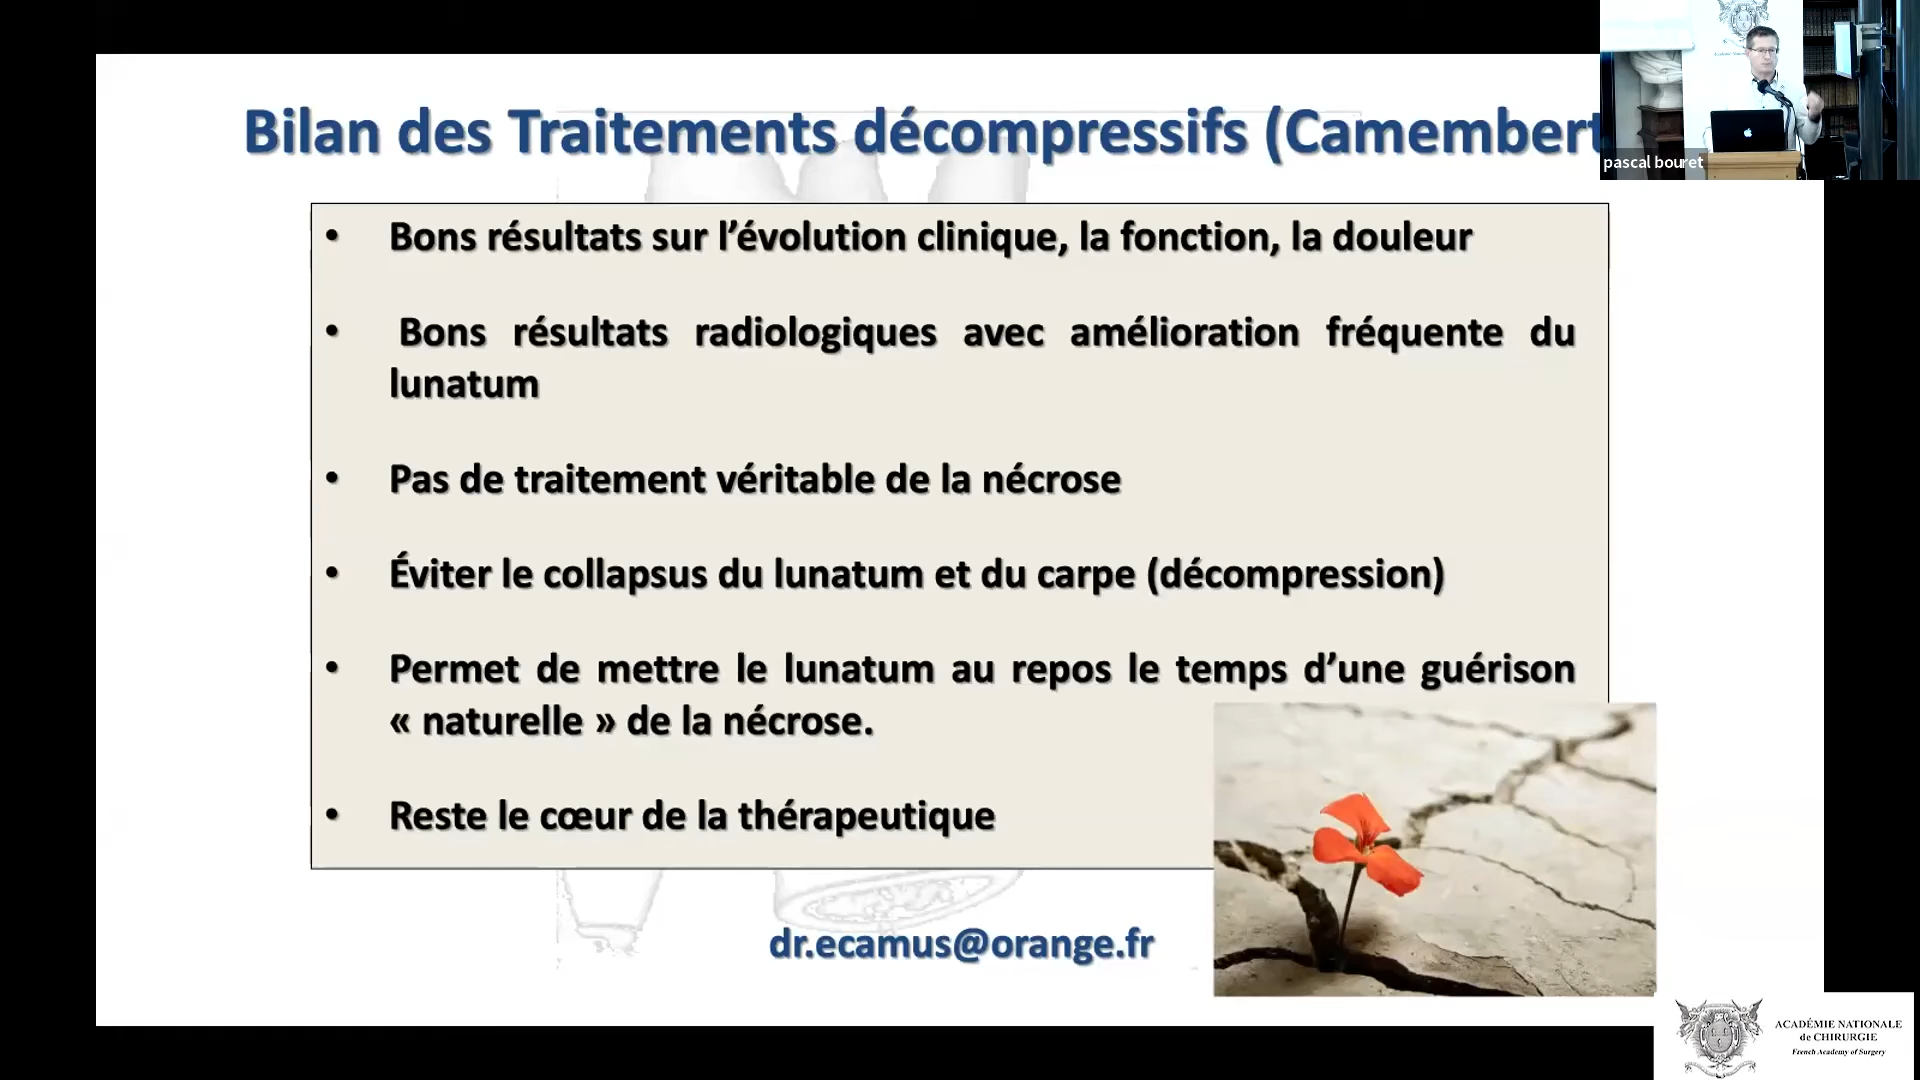 Bilan des Traitements décompressifs (Camembert
pascal bouret
• Bons résultats sur l’évolution clinique, la fonction, la douleur
• Bons résultats radiologiques avec amélioration fréquente du
lunatum
• Pas de traitement véritable de la nécrose
• Éviter le collapsus du lunatum et du carpe (décompression)
• Permet de mettre le lunatum au repos le temps d’une guérison
« naturelle » de la nécrose.
• Reste le cœur de la thérapeutique
dr.ecamus@orange.fr
ACADÉMIE NATIONALE
de CHIRURGIE
French Academy of Surgery